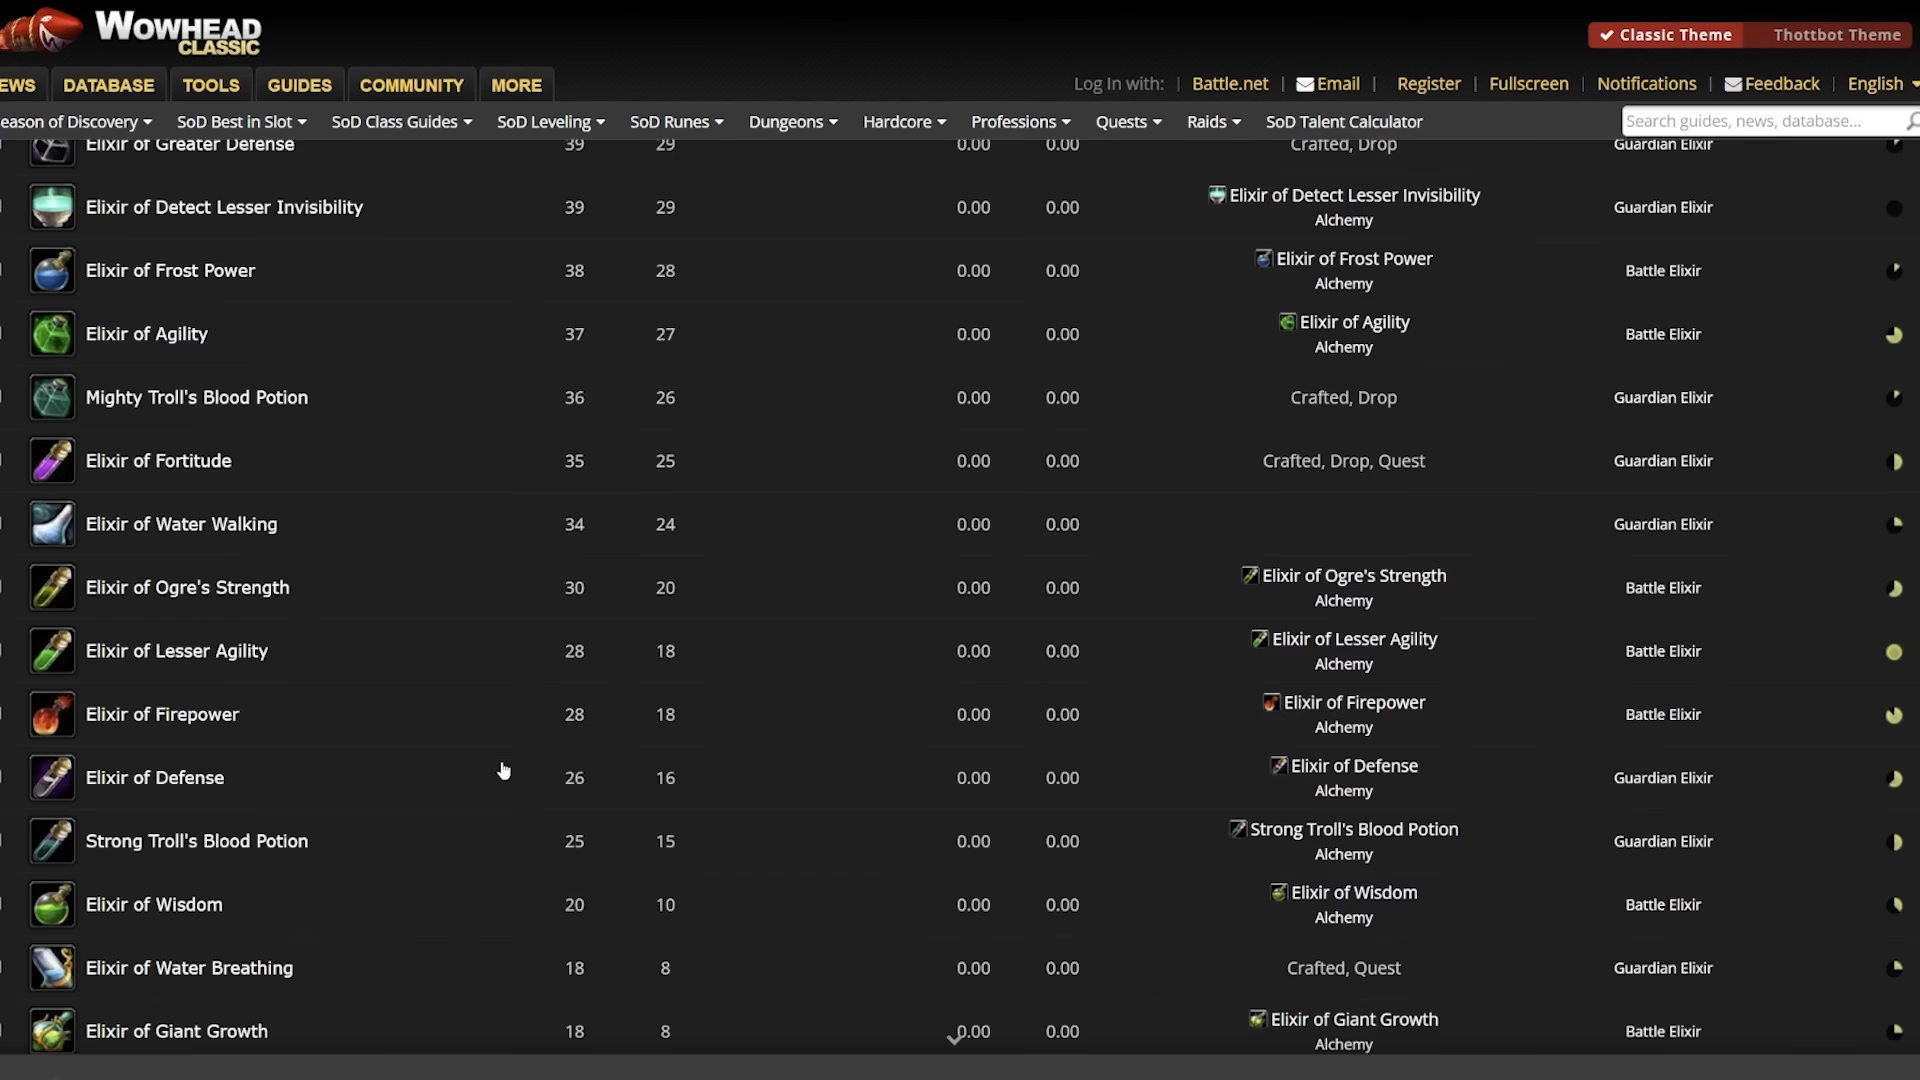 WOWHEAD
CLASSIC
Classic Theme
Thottbot Theme
EWS
DATABASE
TOOLS
GUIDES
COMMUNITY
MORE
Log In with: | Battle.net | Email | Register | Fullscreen | Notifications | Feedback | English
eason of Discovery
SoD Best in Slot
SoD Class Guides
SoD Leveling
SoD Runes
Dungeons
Hardcore
Professions
Quests
Raids
SoD Talent Calculator
Search guides, news, database...
Elixir of Greater Defense 39 29 0.00 0.00 Crafted, Drop Guardian Elixir
Elixir of Detect Lesser Invisibility 39 29 0.00 0.00 Elixir of Detect Lesser Invisibility Guardian Elixir
Alchemy
Elixir of Frost Power 38 28 0.00 0.00 Elixir of Frost Power Battle Elixir
Alchemy
Elixir of Agility 37 27 0.00 0.00 Elixir of Agility Battle Elixir
Alchemy
Mighty Troll's Blood Potion 36 26 0.00 0.00 Crafted, Drop Guardian Elixir
Elixir of Fortitude 35 25 0.00 0.00 Crafted, Drop, Quest Guardian Elixir
Elixir of Water Walking 34 24 0.00 0.00 Guardian Elixir
Elixir of Ogre's Strength 30 20 0.00 0.00 Elixir of Ogre's Strength Battle Elixir
Alchemy
Elixir of Lesser Agility 28 18 0.00 0.00 Elixir of Lesser Agility Battle Elixir
Alchemy
Elixir of Firepower 28 18 0.00 0.00 Elixir of Firepower Battle Elixir
Alchemy
Elixir of Defense 26 16 0.00 0.00 Elixir of Defense Guardian Elixir
Alchemy
Strong Troll's Blood Potion 25 15 0.00 0.00 Strong Troll's Blood Potion Guardian Elixir
Alchemy
Elixir of Wisdom 20 10 0.00 0.00 Elixir of Wisdom Battle Elixir
Alchemy
Elixir of Water Breathing 18 8 0.00 0.00 Crafted, Quest Guardian Elixir
Elixir of Giant Growth 18 8 0.00 0.00 Elixir of Giant Growth Battle Elixir
Alchemy